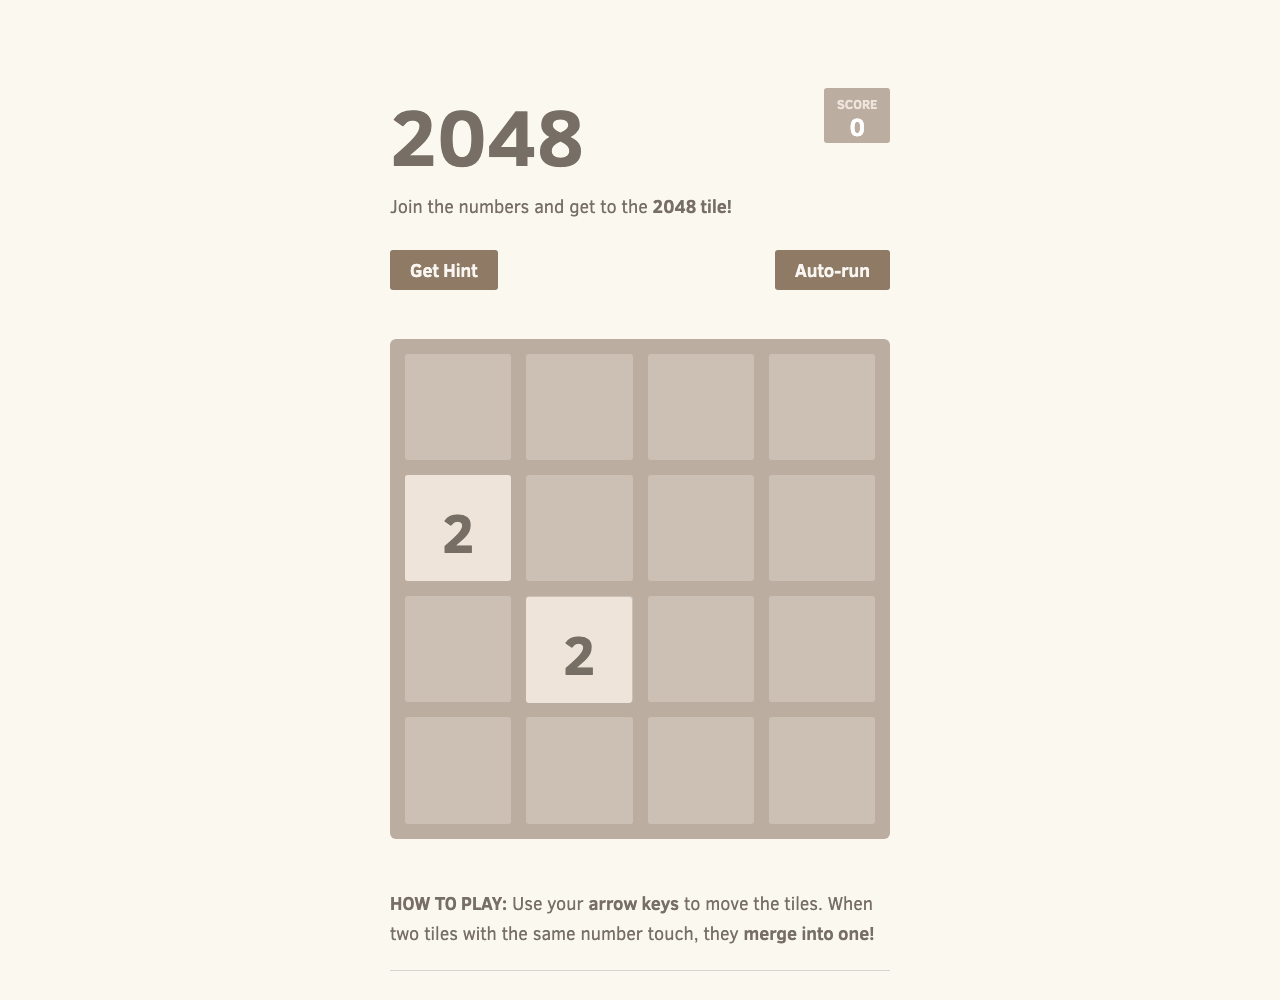 2048
SCORE
0
Join the numbers and get to the 2048 tile!
Get Hint
Auto-run
2
2
HOW TO PLAY: Use your arrow keys to move the tiles. When
two tiles with the same number touch, they merge into one!